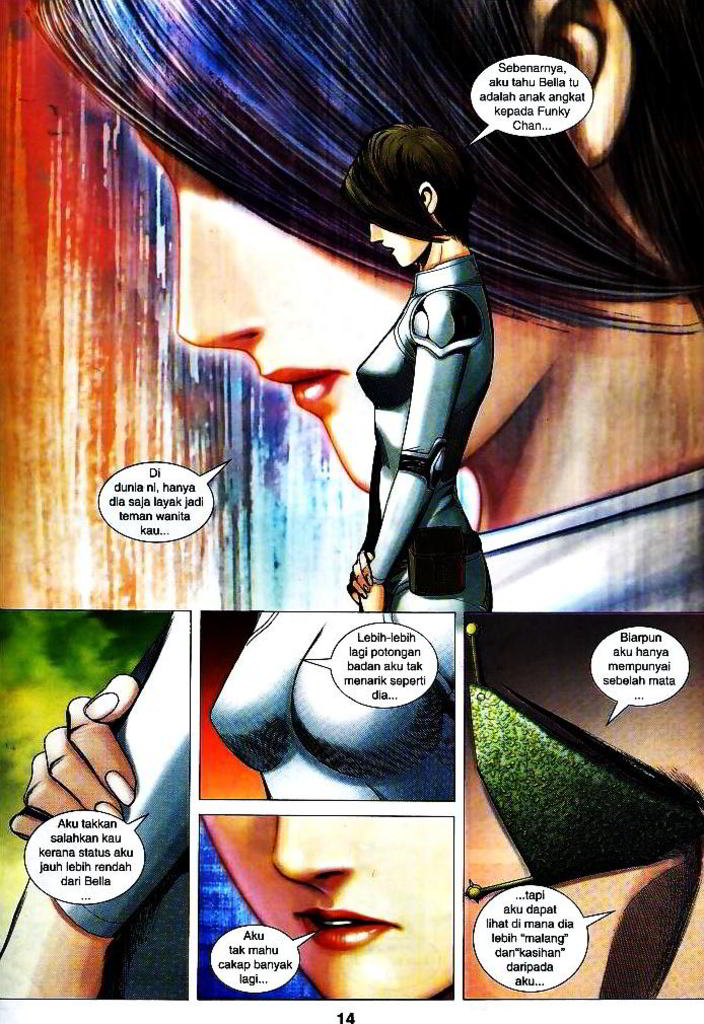 Sebenarnya,
aku tahu Bella tu
adalah anak angkat
kepada Funky
Chan...
Di
dunia ni, hanya
dia saja layak jadi
teman wanita
kau...
Aku takkan
salahkan kau
kerana status aku
jauh lebih rendah
dari Bella
...
Lebih-lebih
lagi potongan
badan aku tak
menarik seperti
dia...
Aku
tak mahu
cakap banyak
lagi...
Biarpun
aku hanya
mempunyai
sebelah mata
...
...tapi
aku dapat
lihat di mana dia
lebih "malang"
dan"kasihan"
daripada
aku...
14